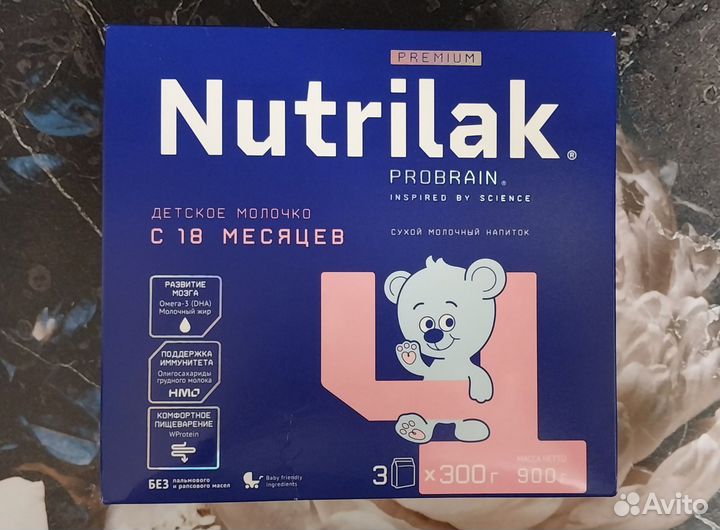 PREMIUM
Nutrilak®
PROBRAIN®
INSPIRED BY SCIENCE
ДЕТСКОЕ МОЛОЧКО
С 18 МЕСЯЦЕВ
СУХОЙ МОЛОЧНЫЙ НАПИТОК
РАЗВИТИЕ
МОЗГА
Омега-3 (DHA)
Молочный жир
ПОДДЕРЖКА
ИММУНИТЕТА
Олигосахариды
грудного молока
HMO
КОМФОРТНОЕ
ПИЩЕВАРЕНИЕ
WProtein
4
БЕЗ пальмового
и рапсового масел
Baby friendly
ingredients
3 × 300 г
МАССА НЕТТО
900 г
Avito